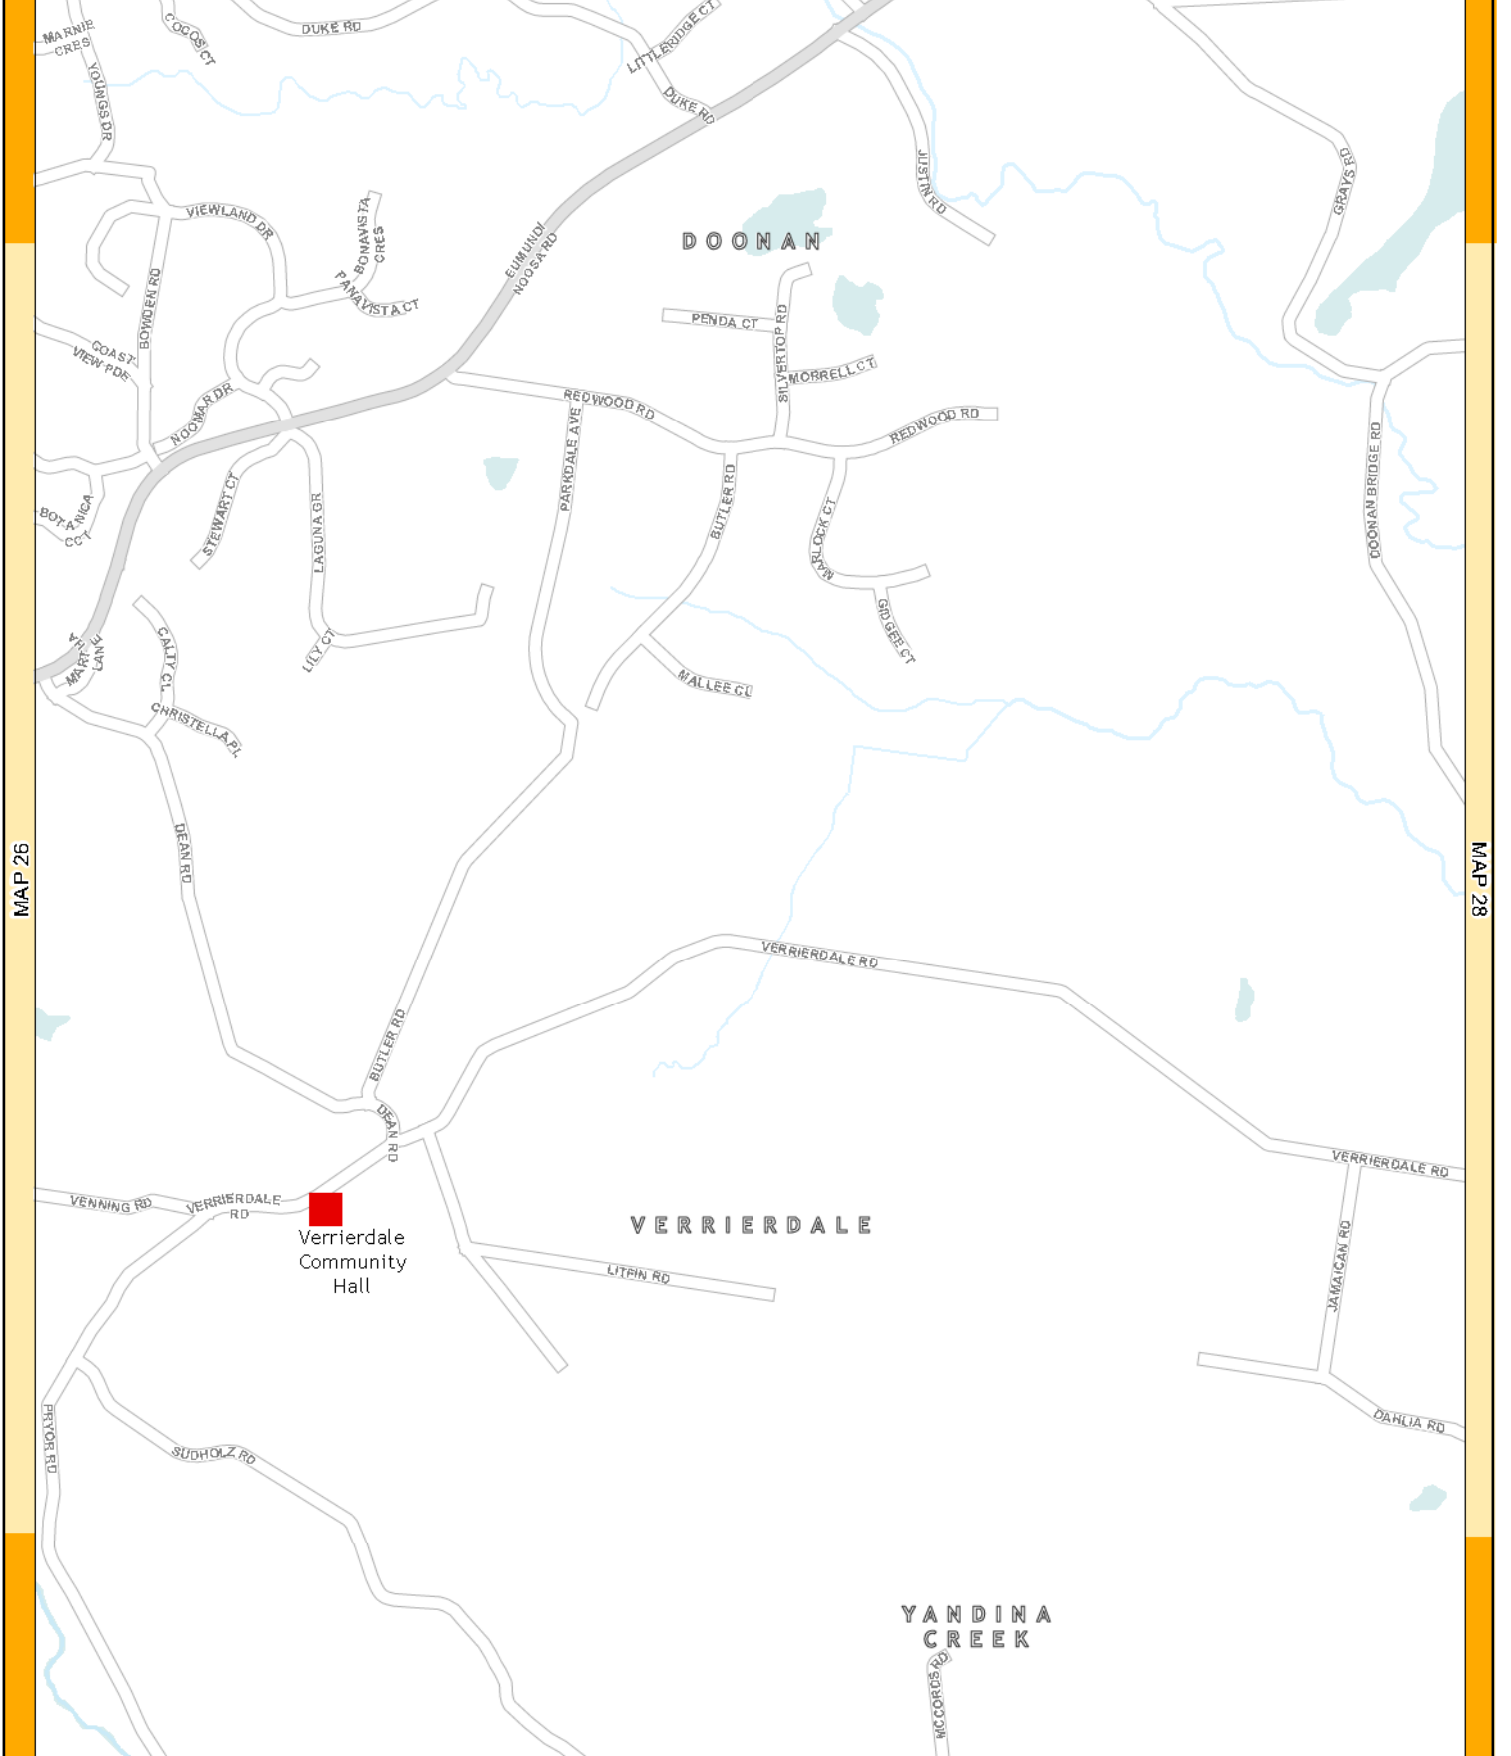 MARNIE
CRES
COCOS CT
DUKE RD
LITTLERIDGE CT
YOUNGS DR
DUKE RD
JUSTIN RD
GRAYS RD
VIEWLAND DR
BONAVISTA
CRES
PANAVISTA CT
EUMUNDI
NOOSA RD
DOONAN
BOWDEN RD
COAST
VIEW PDE
PENDA CT
SILVERTOP RD
MORRELL CT
NOOMAR DR
REDWOOD RD
REDWOOD RD
PARKDALE AVE
BUTLER RD
DOONAN BRIDGE RD
BOTANICA
CCT
STEWART CT
LAGUNA GR
MARLOCK CT
GIDGEE CT
MARTHA
LANE
CALTY CL
LILY CT
MALLEE CL
CHRISTELLA PL
DEAN RD
MAP 26
MAP 28
VERRIERDALE RD
BUTLER RD
DEAN RD
VERRIERDALE RD
VENNING RD
VERRIERDALE
RD
Verrierdale
Community
Hall
VERRIERDALE
LITFIN RD
JAMAICAN RD
PRYOR RD
DAHLIA RD
SUDHOLZ RD
YANDINA
CREEK
MCCORDS RD